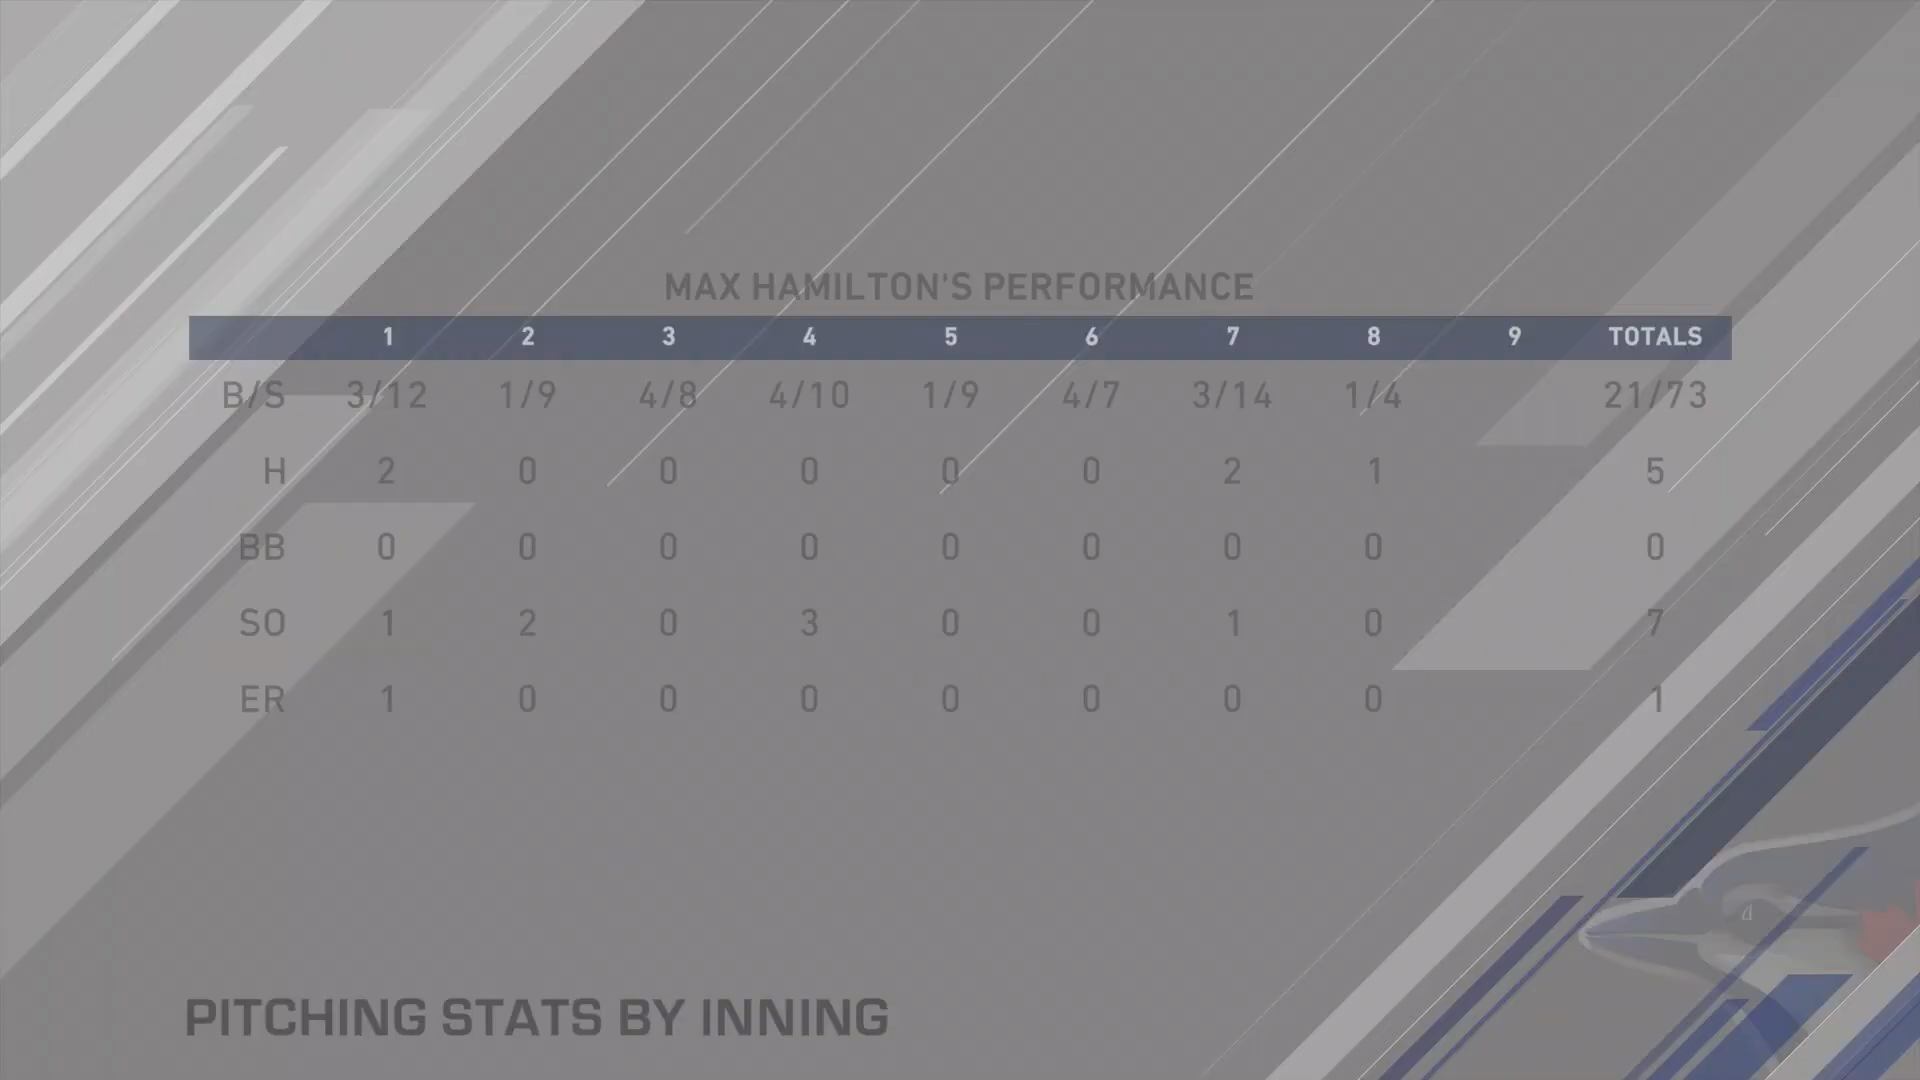 MAX HAMILTON'S PERFORMANCE
1 2 3 4 5 6 7 8 9 TOTALS
B/S 3/12 1/9 4/8 4/10 1/9 4/7 3/14 1/4 21/73
H 2 0 0 0 0 0 2 1 5
BB 0 0 0 0 0 0 0 0 0
SO 1 2 0 3 0 0 1 0 7
ER 1 0 0 0 0 0 0 0 1
PITCHING STATS BY INNING